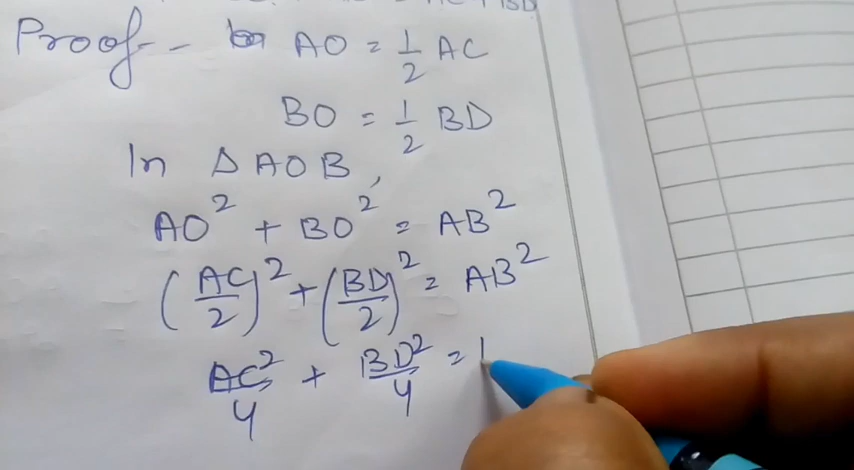 Proof - AO = 1/2 AC
BO = 1/2 BD
In Δ AOB,
AO² + BO² = AB²
(AC/2)² + (BD/2)² = AB²
AC²/4 + BD²/4 =